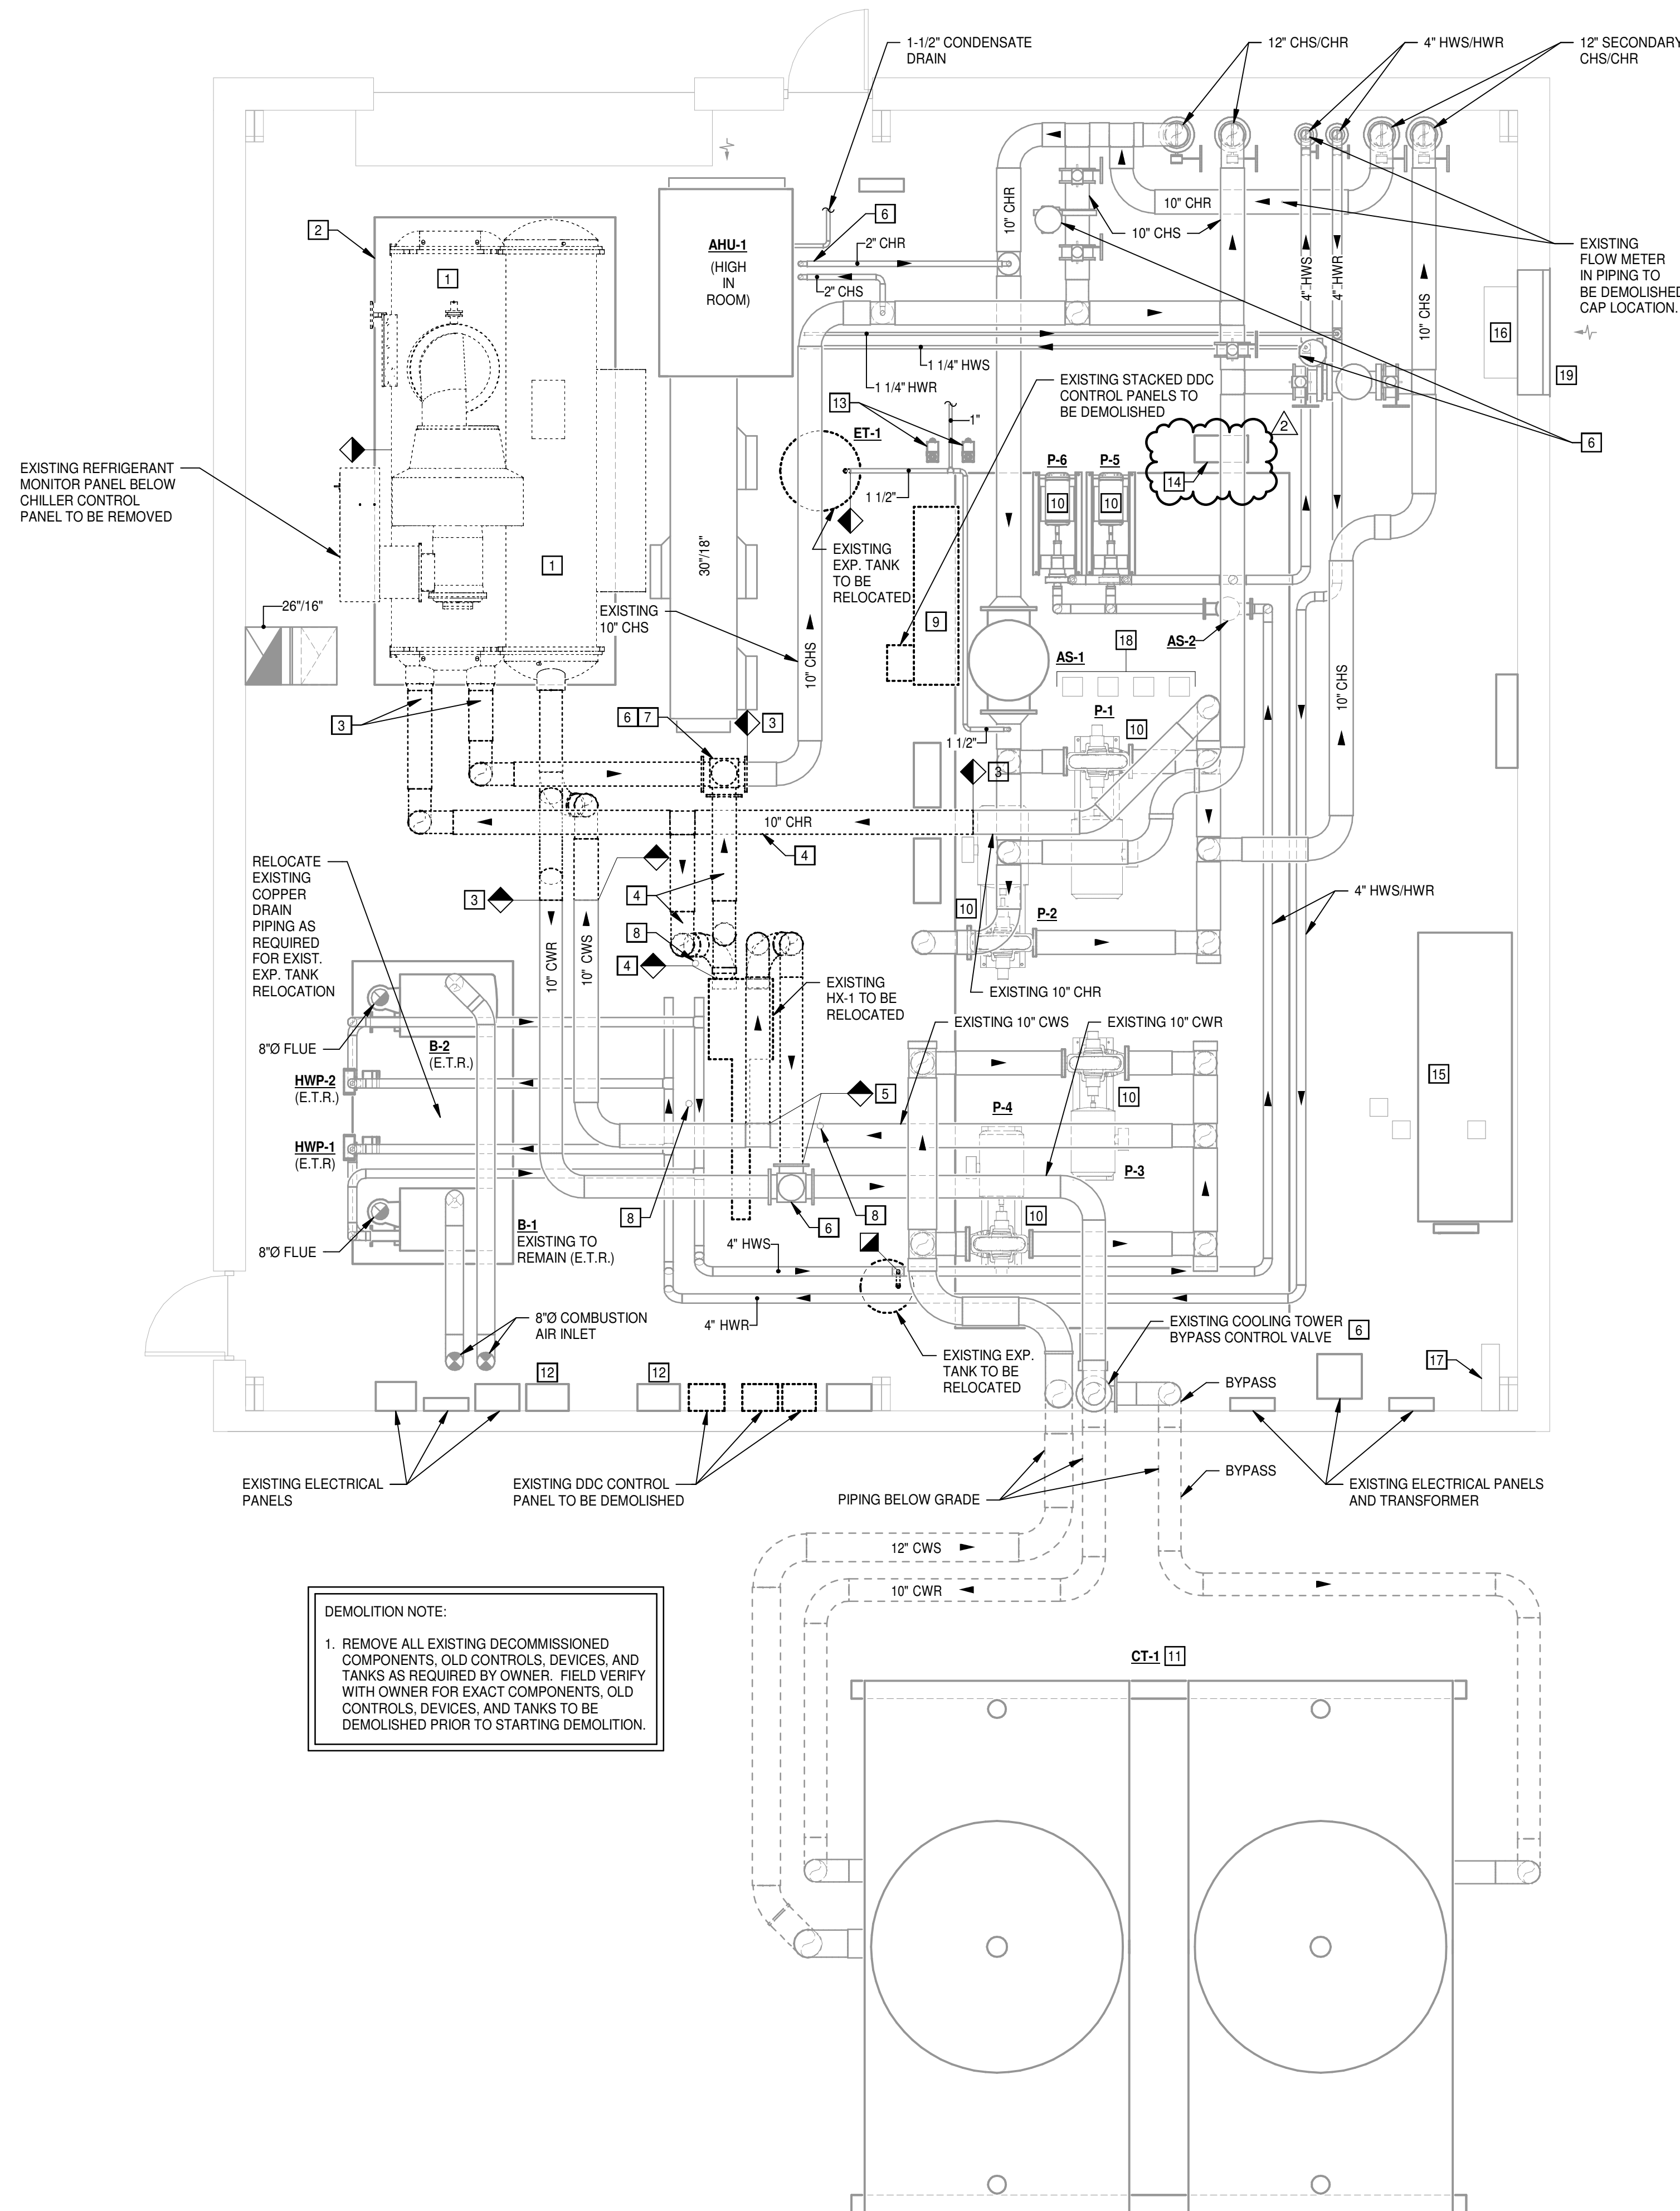 1-1/2" CONDENSATE
DRAIN
12" CHS/CHR
4" HWS/HWR
12" SECONDARY
CHS/CHR
2
1
AHU-1
(HIGH
IN
ROOM)
6
2" CHR
2" CHS
10" CHR
10" CHR
10" CHS
4" HWS
4" HWR
10" CHS
EXISTING
FLOW METER
IN PIPING TO
BE DEMOLISHED
CAP LOCATION.
16
19
1 1/4" HWS
1 1/4" HWR
EXISTING STACKED DDC
CONTROL PANELS TO
BE DEMOLISHED
13
ET-1
1"
2
6
P-6
P-5
14
10
10
1 1/2"
EXISTING REFRIGERANT
MONITOR PANEL BELOW
CHILLER CONTROL
PANEL TO BE REMOVED
30"/18"
1
EXISTING
EXP. TANK
TO BE
RELOCATED
26"/16"
EXISTING
10" CHS
10" CHS
9
18
AS-2
AS-1
10" CHS
3
6
7
3
P-1
10
1 1/2"
3
10" CHR
4
RELOCATE
EXISTING
COPPER
DRAIN
PIPING AS
REQUIRED
FOR EXIST.
EXP. TANK
RELOCATION
3
4
4" HWS/HWR
10
P-2
8
4
10" CWR
10" CWS
EXISTING
HX-1 TO BE
RELOCATED
EXISTING 10" CHR
EXISTING 10" CWS
EXISTING 10" CWR
8"Ø FLUE
B-2
(E.T.R.)
HWP-2
(E.T.R.)
5
15
10
P-4
HWP-1
(E.T.R)
P-3
8
6
8
10
8"Ø FLUE
B-1
EXISTING TO
REMAIN (E.T.R.)
4" HWS
4" HWR
8"Ø COMBUSTION
AIR INLET
EXISTING COOLING TOWER
BYPASS CONTROL VALVE
6
EXISTING EXP.
TANK TO BE
RELOCATED
17
12
12
BYPASS
EXISTING ELECTRICAL
PANELS
EXISTING DDC CONTROL
PANEL TO BE DEMOLISHED
PIPING BELOW GRADE
BYPASS
EXISTING ELECTRICAL PANELS
AND TRANSFORMER
12" CWS
10" CWR
DEMOLITION NOTE:
1. REMOVE ALL EXISTING DECOMMISSIONED
COMPONENTS, OLD CONTROLS, DEVICES, AND
TANKS AS REQUIRED BY OWNER. FIELD VERIFY
WITH OWNER FOR EXACT COMPONENTS, OLD
CONTROLS, DEVICES, AND TANKS TO BE
DEMOLISHED PRIOR TO STARTING DEMOLITION.
CT-1
11